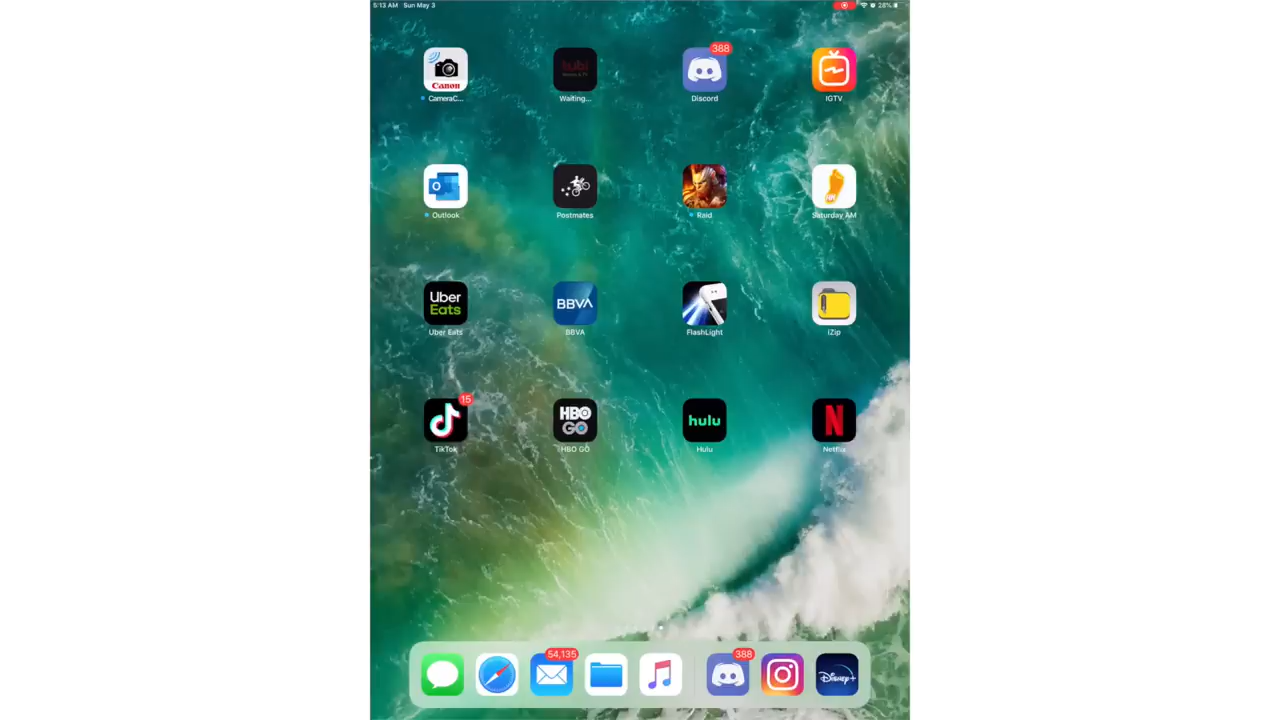 5:13 AM Sun May 3
28%
388
Canon
tubi
CameraC...
Waiting...
Discord
IGTV
Outlook
Postmates
Raid
Saturday AM
Uber
Eats
BBVA
Uber Eats
BBVA
FlashLight
iZip
15
HBO
GO
hulu
N
TikTok
HBO GO
Hulu
Netflix
54,135
388
Disney+